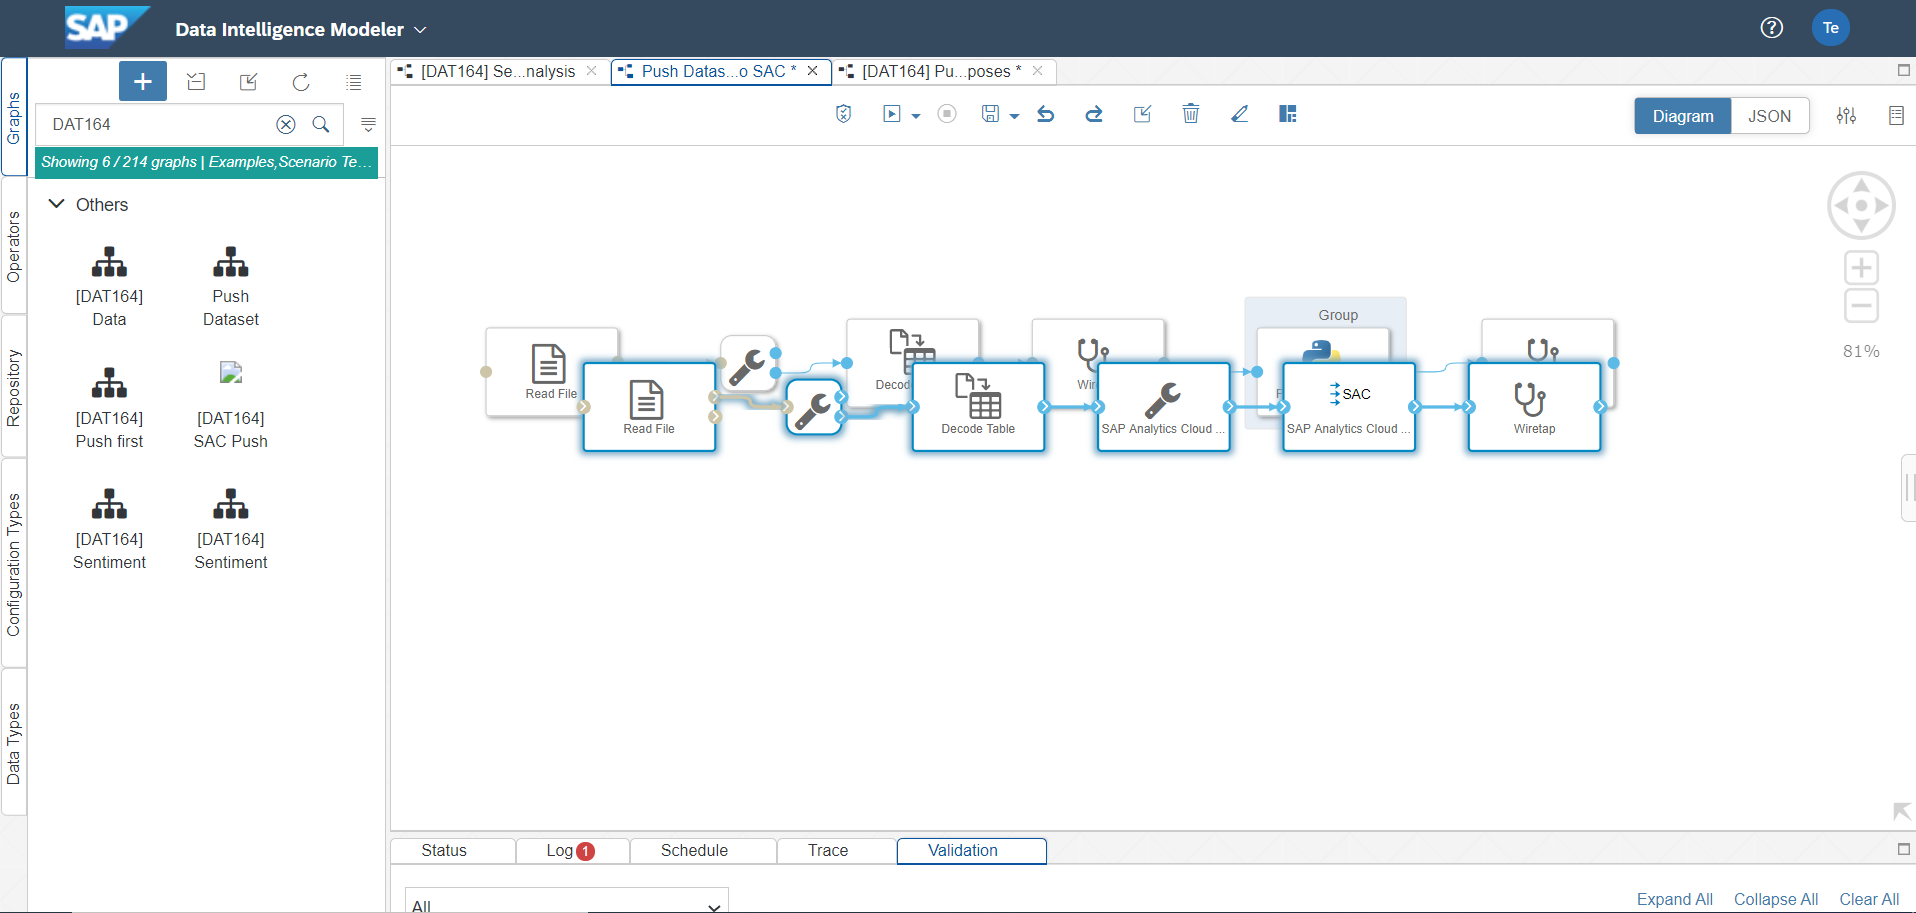 SAP
Data Intelligence Modeler
Te
Graphs
Operators
Repository
Configuration Types
Data Types
DAT164
Showing 6 / 214 graphs | Examples,Scenario Te...
Others
[DAT164]
Data
Push
Dataset
[DAT164]
Push first
[DAT164]
SAC Push
[DAT164]
Sentiment
[DAT164]
Sentiment
[DAT164] Se...nalysis
Push Datas...o SAC *
[DAT164] Pu...poses *
Diagram
JSON
81%
Group
Read File
Decod
Wir
Read File
Decode Table
SAP Analytics Cloud ...
SAC
SAP Analytics Cloud ...
Wiretap
Status
Log 1
Schedule
Trace
Validation
All
Expand All
Collapse All
Clear All